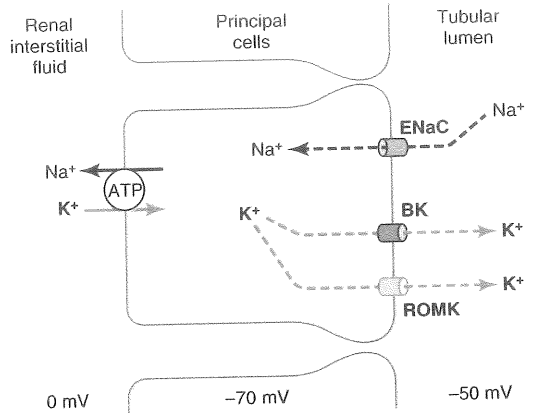 Renal
interstitial
fluid
Principal
cells
Tubular
lumen
Na⁺
ENaC
Na⁺
Na⁺
ATP
K⁺
K⁺
BK
K⁺
K⁺
ROMK
0 mV
−70 mV
−50 mV